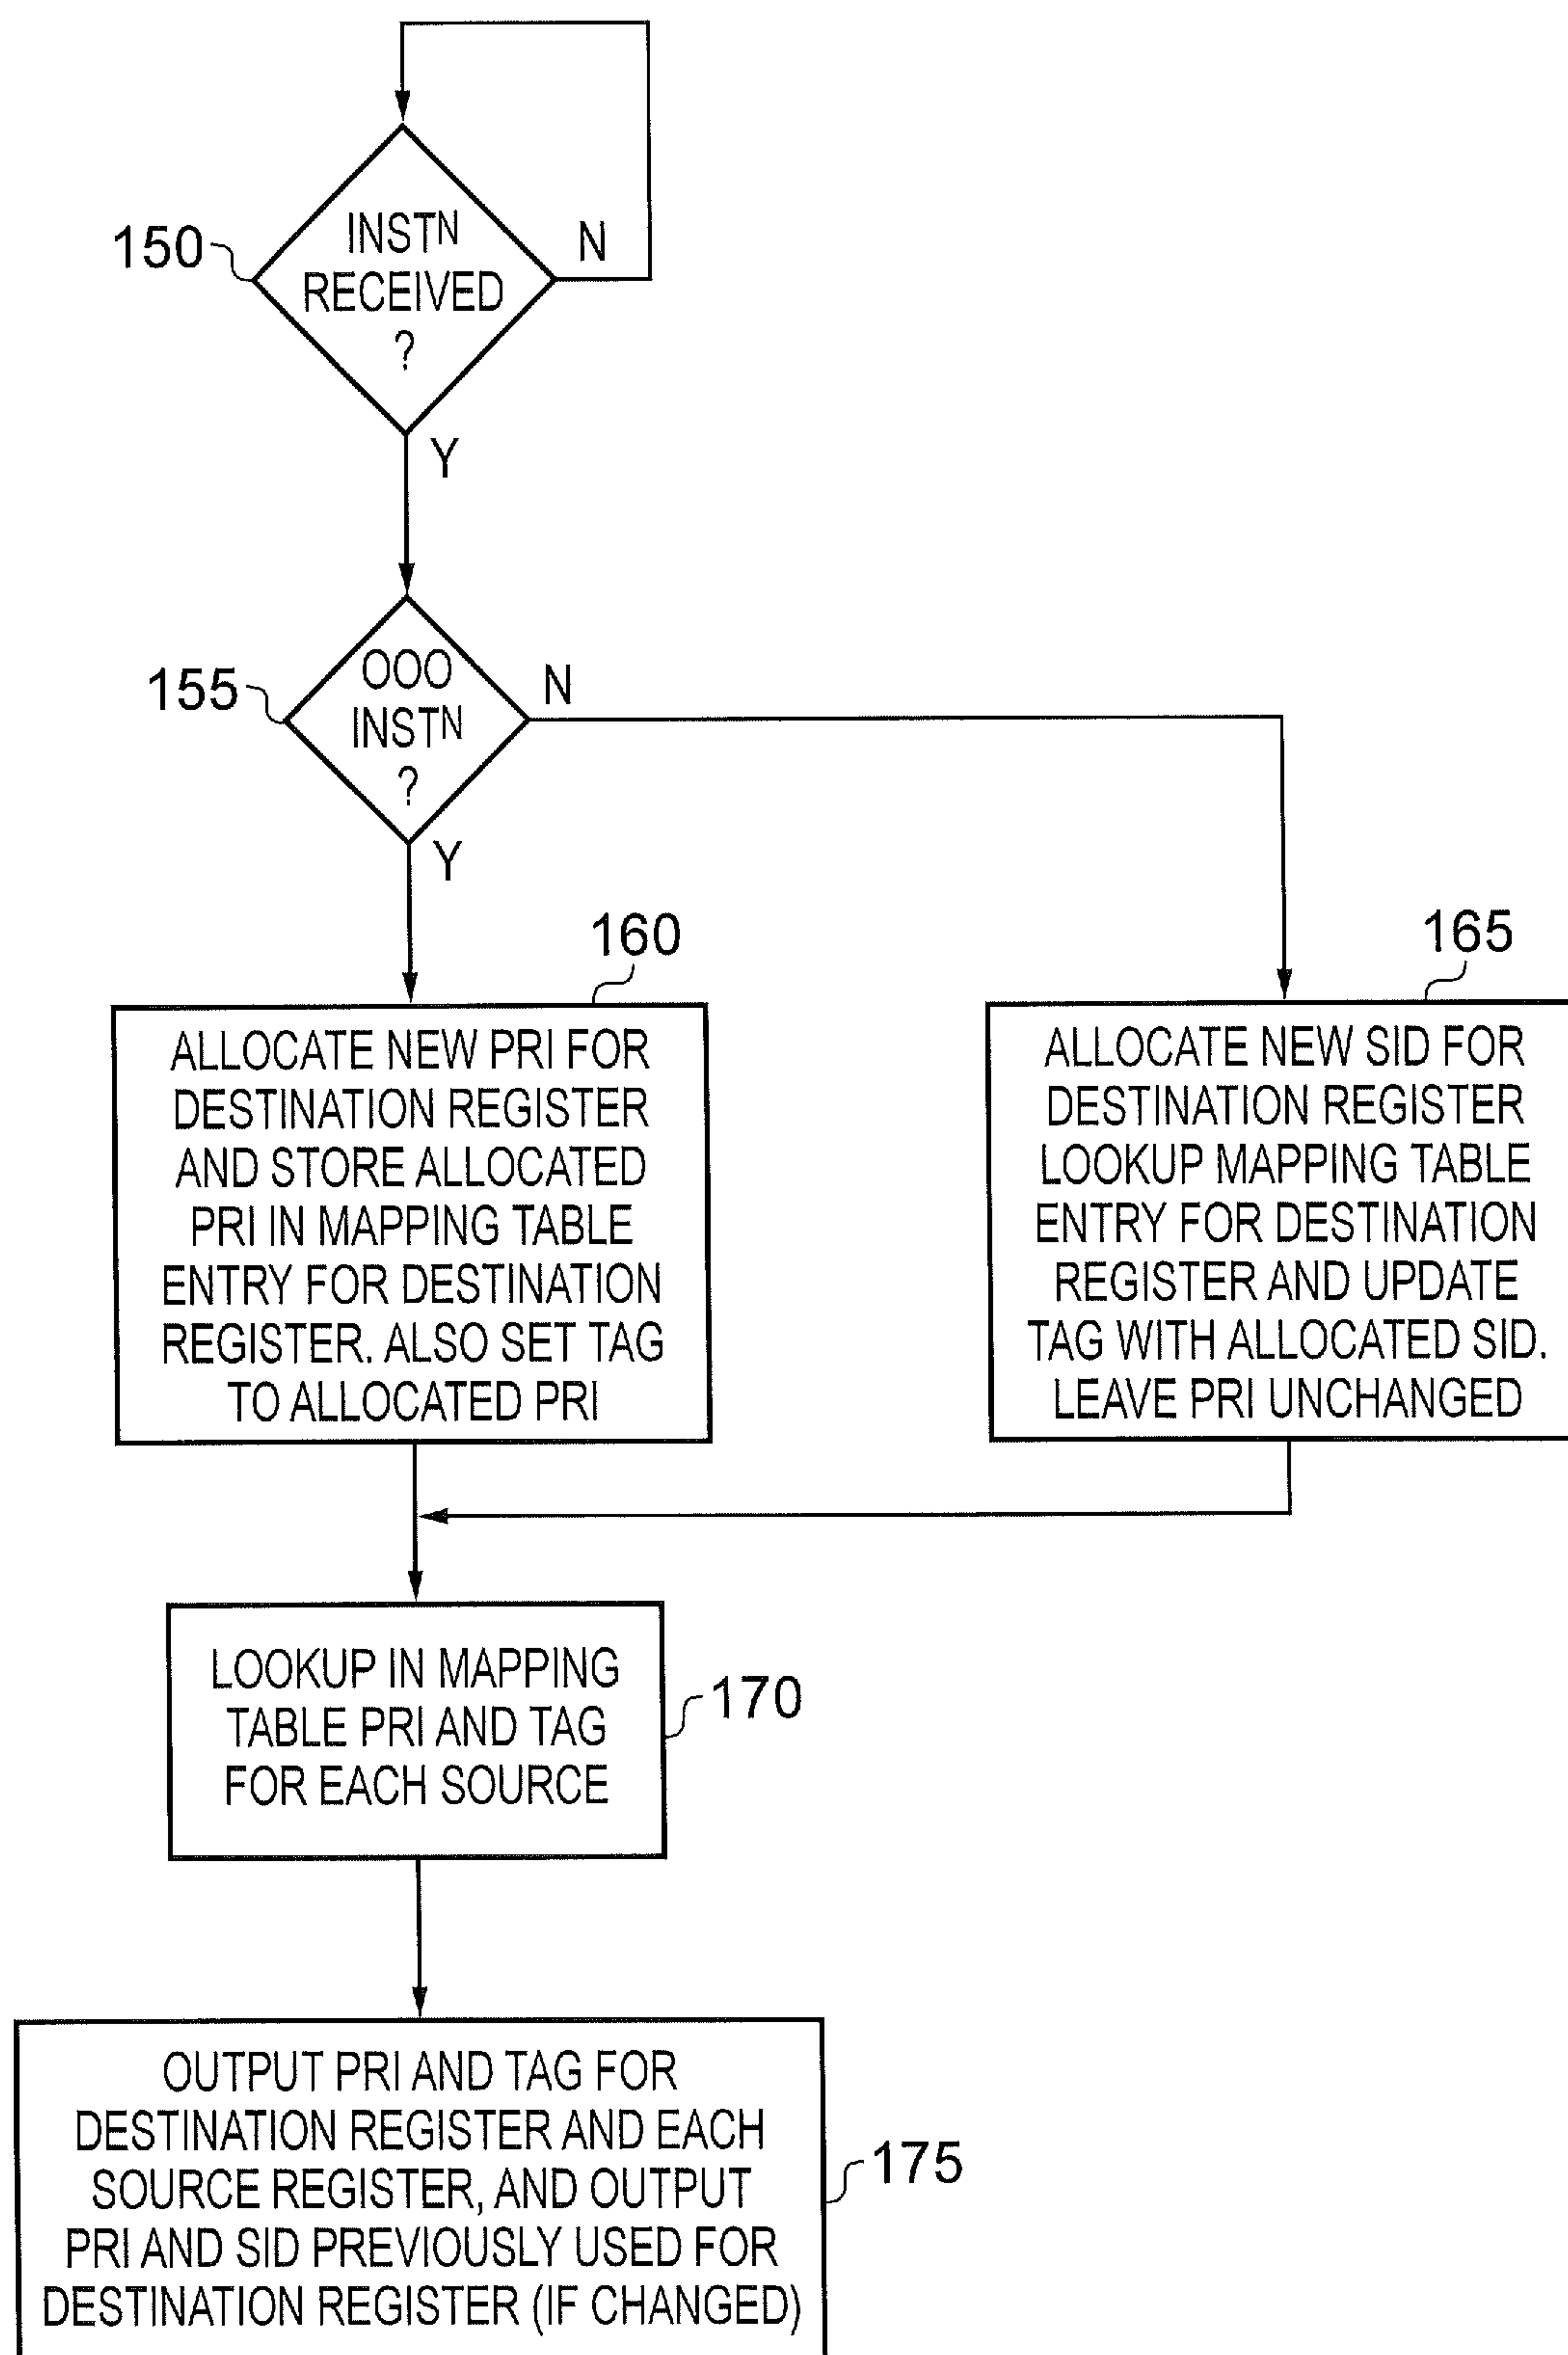 INSTN
RECEIVED
?
150
N
Y
OOO
INSTN
?
155
N
Y
160
ALLOCATE NEW PRI FOR
DESTINATION REGISTER
AND STORE ALLOCATED
PRI IN MAPPING TABLE
ENTRY FOR DESTINATION
REGISTER. ALSO SET TAG
TO ALLOCATED PRI
165
ALLOCATE NEW SID FOR
DESTINATION REGISTER
LOOKUP MAPPING TABLE
ENTRY FOR DESTINATION
REGISTER AND UPDATE
TAG WITH ALLOCATED SID.
LEAVE PRI UNCHANGED
LOOKUP IN MAPPING
TABLE PRI AND TAG
FOR EACH SOURCE
170
OUTPUT PRI AND TAG FOR
DESTINATION REGISTER AND EACH
SOURCE REGISTER, AND OUTPUT
PRI AND SID PREVIOUSLY USED FOR
DESTINATION REGISTER (IF CHANGED)
175